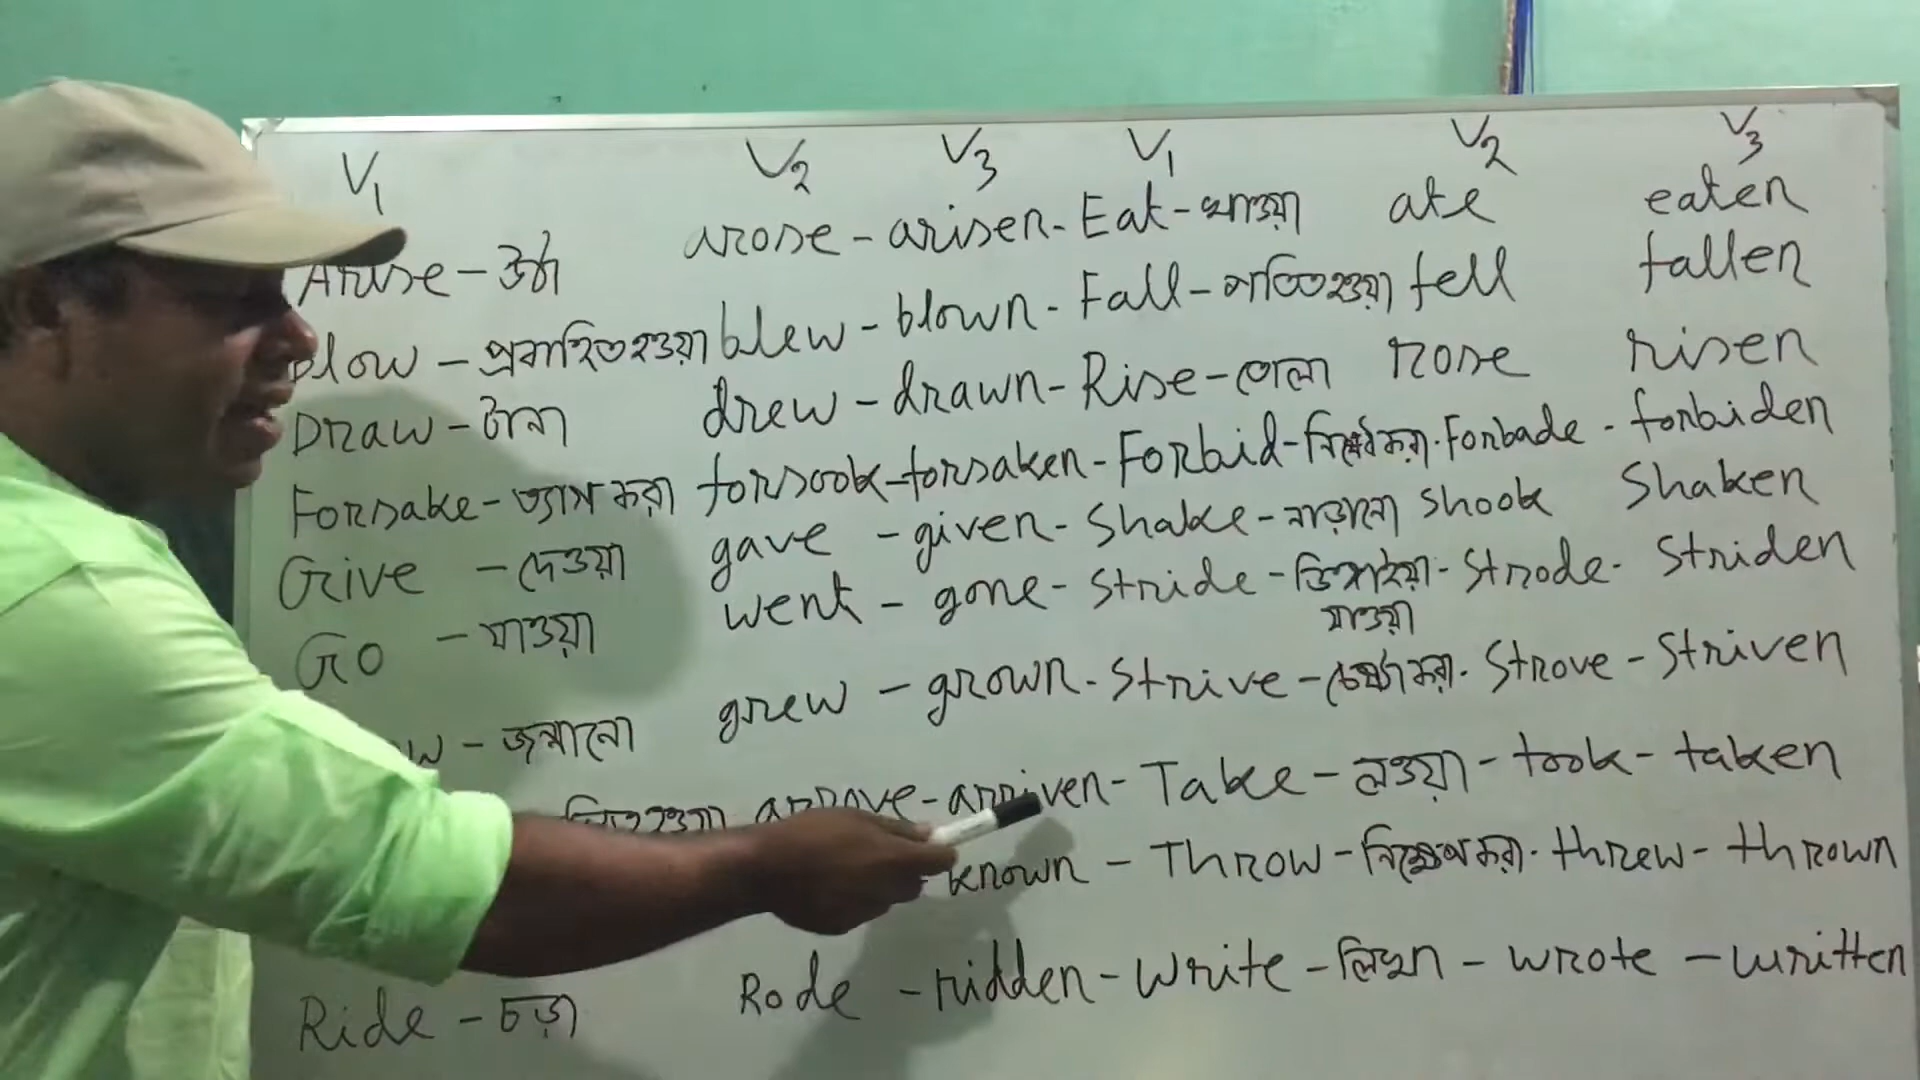 V1 V2 V3 V1 V2 V3
Arise - উঠা arose - arisen - Eat - খাওয়া ate eaten
blow - প্রবাহিত হওয়া blew - blown - Fall - পতিত হওয়া fell fallen
Draw - টানা drew - drawn - Rise - তোলা rose risen
Forsake - ত্যাগ করা forsook - forsaken - Forbid - নিষেধ করা - Forbade - forbiden
Give - দেওয়া gave - given - Shake - নাড়ানো shook Shaken
Go - যাওয়া went - gone - Stride - ডিঙ্গাইয়া - Strode - Striden
যাওয়া
- জন্মানো grew - grown - Strive - চেষ্টা করা - Strove - Striven
arrove - arriven - Take - লওয়া - took - taken
known - Throw - নিক্ষেপ করা - threw - thrown
Ride - চড়া Rode - ridden - Write - লিখন - wrote - written